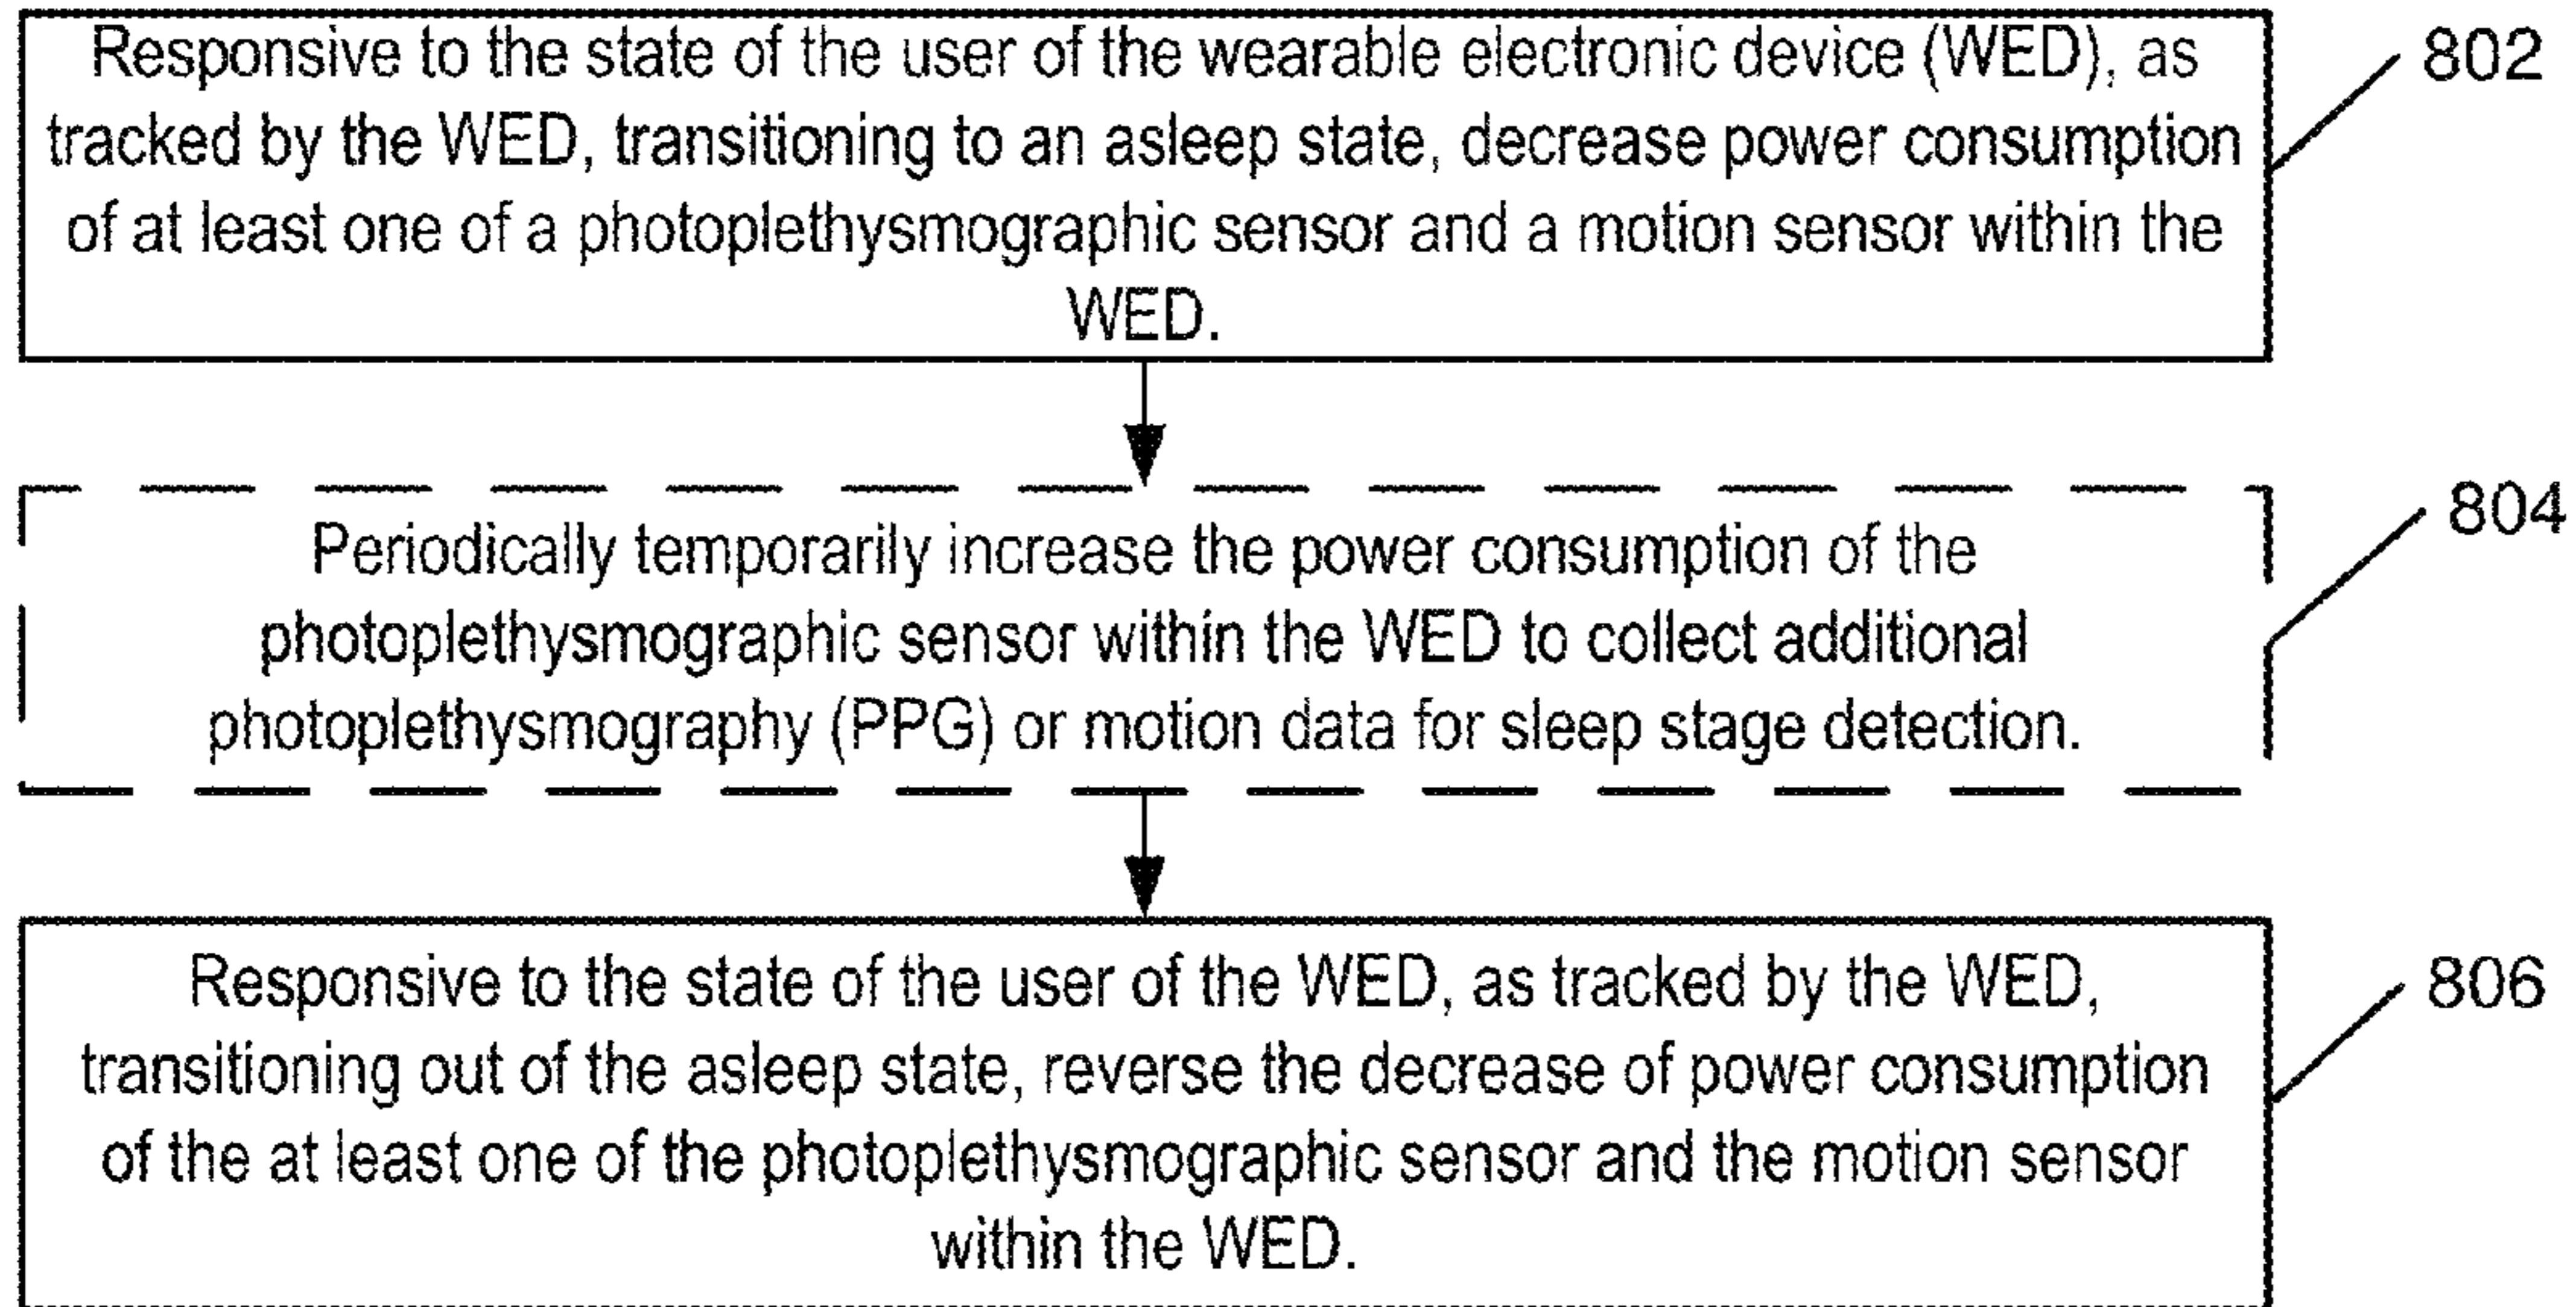 Responsive to the state of the user of the wearable electronic device (WED), as
802
tracked by the WED, transitioning to an asleep state, decrease power consumption
of at least one of a photoplethysmographic sensor and a motion sensor within the
WED.
804
Periodically temporarily increase the power consumption of the
photoplethysmographic sensor within the WED to collect additional
photoplethysmography (PPG) or motion data for sleep stage detection.
Responsive to the state of the user of the WED, as tracked by the WED,
806
transitioning out of the asleep state, reverse the decrease of power consumption
of the at least one of the photoplethysmographic sensor and the motion sensor
within the WED.